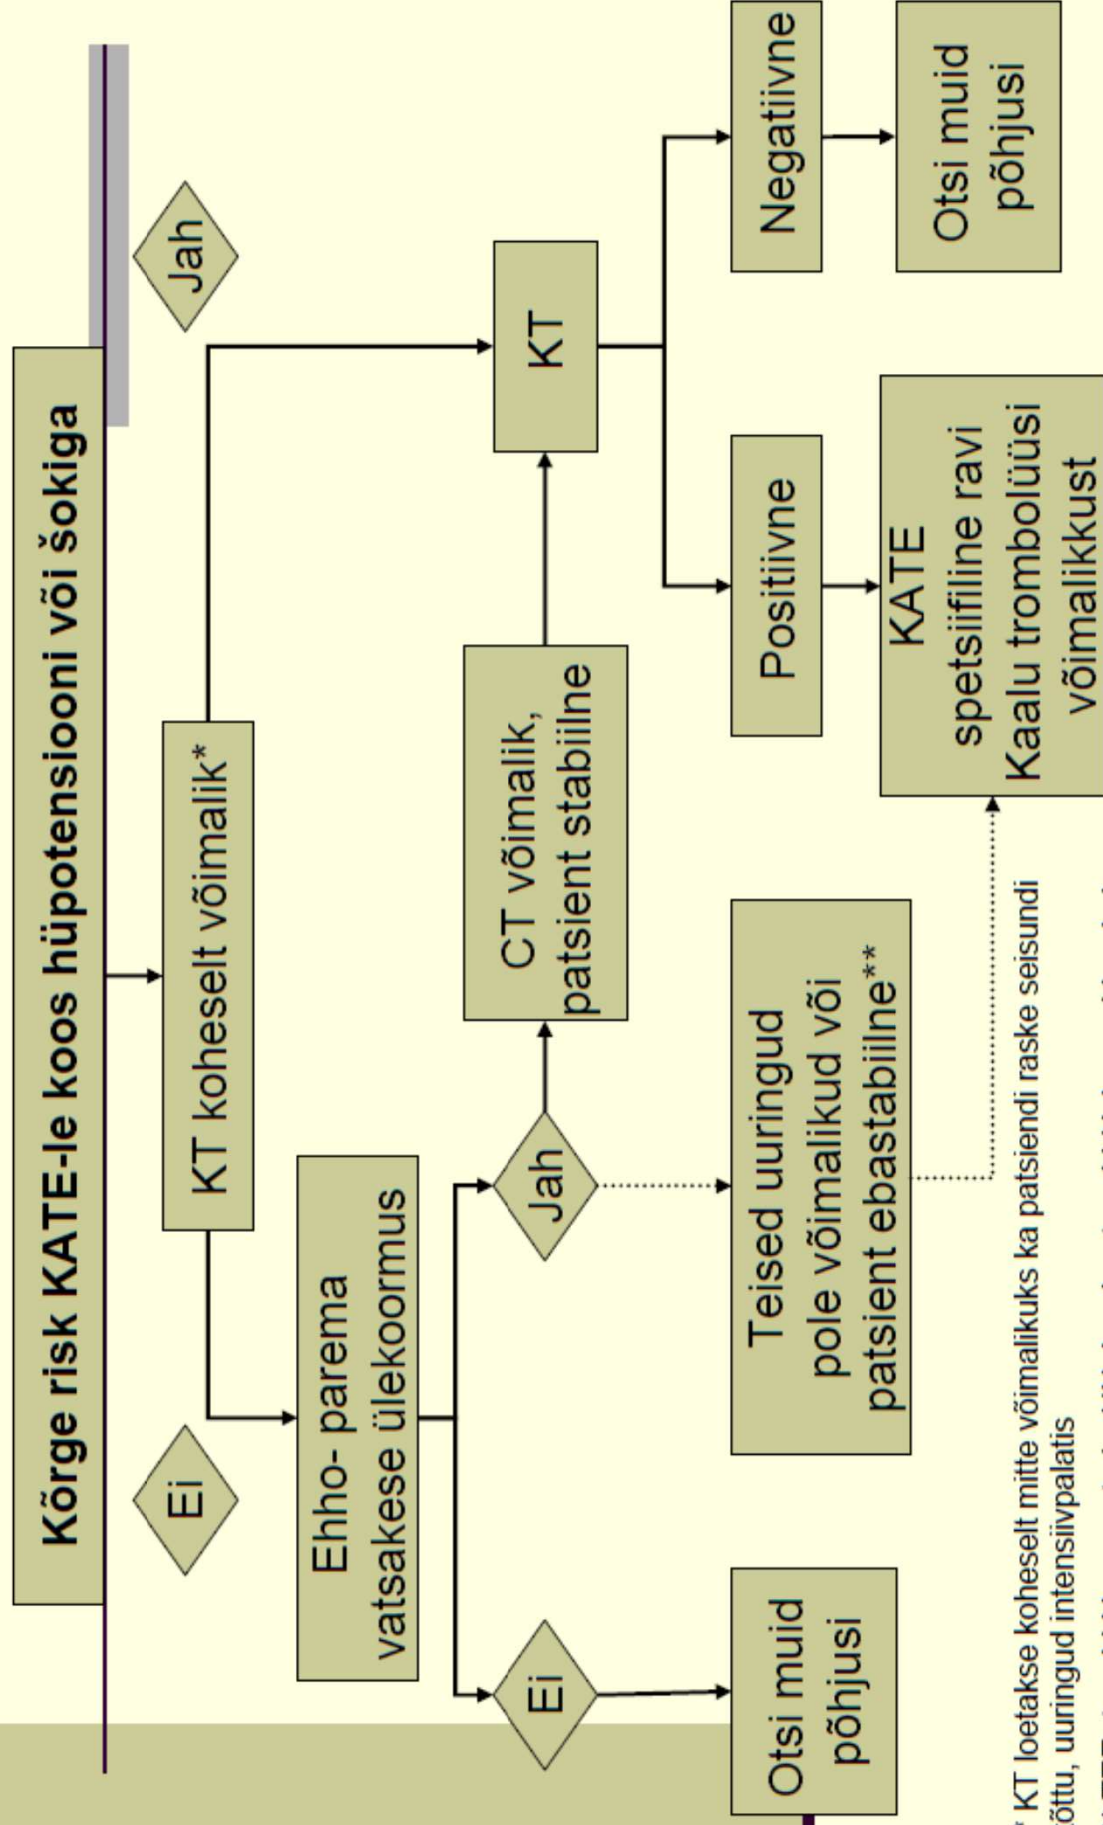 Kõrge risk KATE-le koos hüpotensiooni või šokiga
Ei
KT koheselt võimalik*
Jah
Ehho- parema
vatsakese ülekoormus
Ei
Jah
CT võimalik,
patsient stabiilne
KT
Otsi muid
põhjusi
Teised uuringud
pole võimalikud või
patsient ebastabiilne**
Positiivne
Negatiivne
KATE
spetsiifiline ravi
Kaalu trombolüüsi
võimalikkust
Otsi muid
põhjusi
* KT loetakse koheselt mitte võimalikuks ka patsiendi raske seisundi
tõttu, uuringud intensiivpalatis